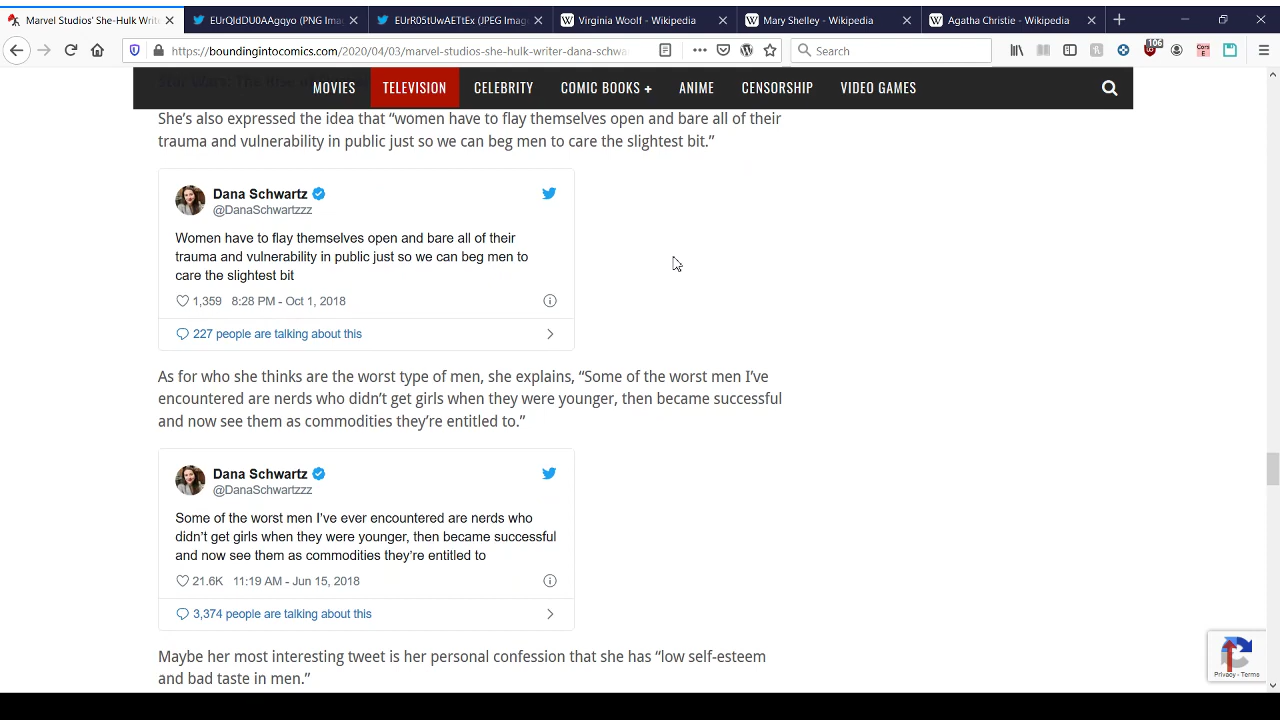 Marvel Studios' She-Hulk Write
EUrQIdDU0AAgqyo (PNG Imag
EUrR05tUwAETtEx (JPEG Image
Virginia Woolf - Wikipedia
Mary Shelley - Wikipedia
Agatha Christie - Wikipedia
https://boundingintocomics.com/2020/04/03/marvel-studios-she-hulk-writer-dana-schwa
Search
106
MOVIES TELEVISION CELEBRITY COMIC BOOKS + ANIME CENSORSHIP VIDEO GAMES
She's also expressed the idea that “women have to flay themselves open and bare all of their
trauma and vulnerability in public just so we can beg men to care the slightest bit.”
Dana Schwartz
@DanaSchwartzzz
Women have to flay themselves open and bare all of their
trauma and vulnerability in public just so we can beg men to
care the slightest bit
1,359 8:28 PM - Oct 1, 2018
227 people are talking about this
As for who she thinks are the worst type of men, she explains, “Some of the worst men I've
encountered are nerds who didn't get girls when they were younger, then became successful
and now see them as commodities they're entitled to.”
Dana Schwartz
@DanaSchwartzzz
Some of the worst men I've ever encountered are nerds who
didn't get girls when they were younger, then became successful
and now see them as commodities they're entitled to
21.6K 11:19 AM - Jun 15, 2018
3,374 people are talking about this
Maybe her most interesting tweet is her personal confession that she has “low self-esteem
and bad taste in men.”
Privacy - Terms